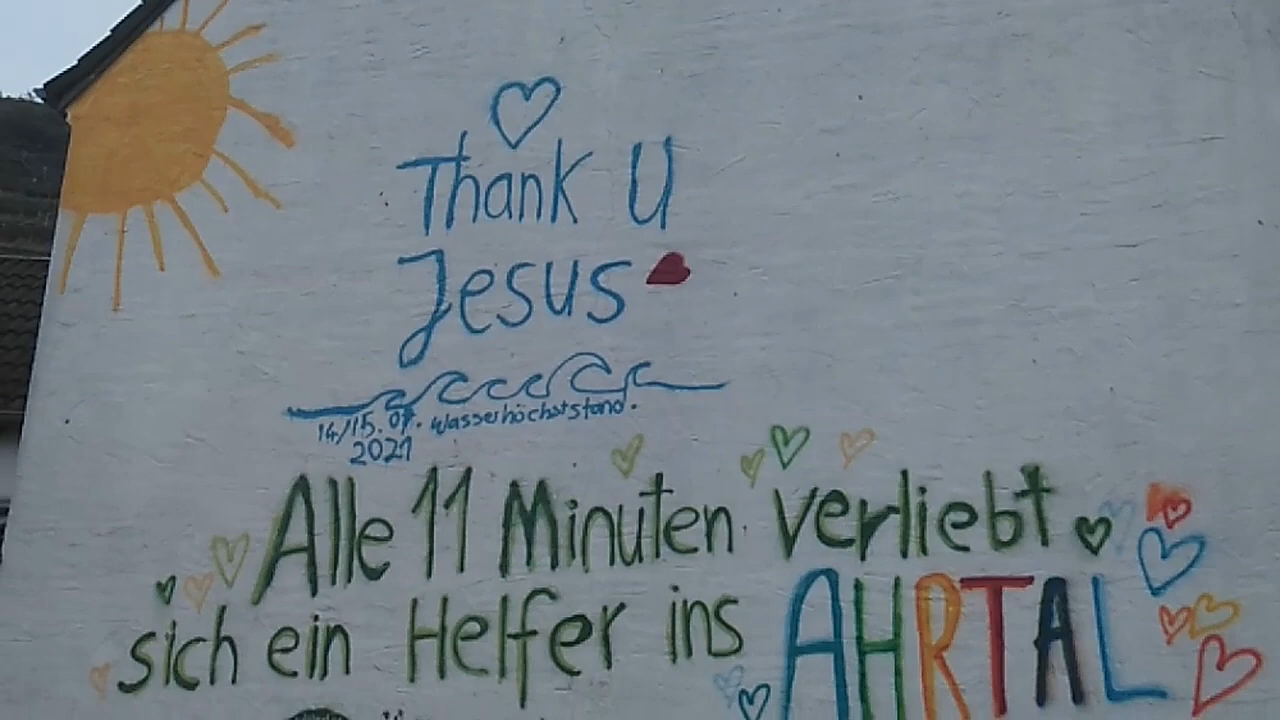 Thank U
Jesus
14/15.07. Wasserhöchststand.
2021
Alle 11 Minuten verliebt
sich ein Helfer ins AHRTAL